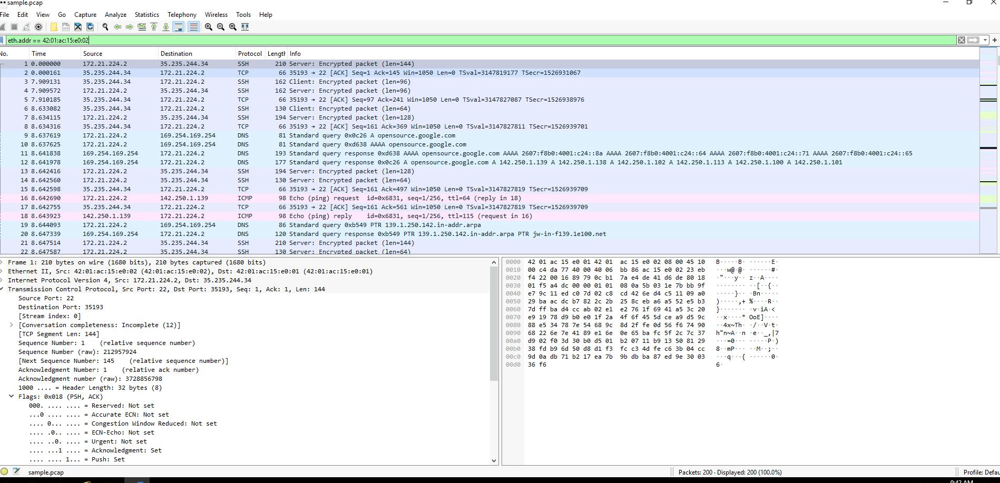 sample.pcap
File Edit View Go Capture Analyze Statistics Telephony Wireless Tools Help
eth.addr == 42:01:ac:15:e0:02
No. Time Source Destination Protocol Length Info
1 0.000000 172.21.224.2 35.235.244.34 SSH 210 Server: Encrypted packet (len=144)
2 0.000161 35.235.244.34 172.21.224.2 TCP 66 35193 → 22 [ACK] Seq=1 Ack=145 Win=1050 Len=0 TSval=3147819177 TSecr=1526931067
3 7.909131 35.235.244.34 172.21.224.2 SSH 162 Client: Encrypted packet (len=96)
4 7.909572 172.21.224.2 35.235.244.34 SSH 162 Server: Encrypted packet (len=96)
5 7.910185 35.235.244.34 172.21.224.2 TCP 66 35193 → 22 [ACK] Seq=97 Ack=241 Win=1050 Len=0 TSval=3147827087 TSecr=1526938976
6 8.633082 35.235.244.34 172.21.224.2 SSH 130 Client: Encrypted packet (len=64)
7 8.634115 172.21.224.2 35.235.244.34 SSH 194 Server: Encrypted packet (len=128)
8 8.634316 35.235.244.34 172.21.224.2 TCP 66 35193 → 22 [ACK] Seq=161 Ack=369 Win=1050 Len=0 TSval=3147827811 TSecr=1526939701
9 8.637619 172.21.224.2 169.254.169.254 DNS 81 Standard query 0x0c26 A opensource.google.com
10 8.637625 172.21.224.2 169.254.169.254 DNS 81 Standard query 0xd638 AAAA opensource.google.com
11 8.641838 169.254.169.254 172.21.224.2 DNS 193 Standard query response 0xd638 AAAA opensource.google.com AAAA 2607:f8b0:4001:c24::8a AAAA 2607:f8b0:4001:c24::64 AAAA 2607:f8b0:4001:c24::71 AAAA 2607:f8b0:4001:c24::65
12 8.641978 169.254.169.254 172.21.224.2 DNS 177 Standard query response 0x0c26 A opensource.google.com A 142.250.1.139 A 142.250.1.138 A 142.250.1.102 A 142.250.1.113 A 142.250.1.100 A 142.250.1.101
13 8.642416 172.21.224.2 35.235.244.34 SSH 194 Server: Encrypted packet (len=128)
14 8.642560 172.21.224.2 35.235.244.34 SSH 130 Server: Encrypted packet (len=64)
15 8.642598 35.235.244.34 172.21.224.2 TCP 66 35193 → 22 [ACK] Seq=161 Ack=497 Win=1050 Len=0 TSval=3147827819 TSecr=1526939709
16 8.642690 172.21.224.2 142.250.1.139 ICMP 98 Echo (ping) request id=0x6831, seq=1/256, ttl=64 (reply in 18)
17 8.642755 35.235.244.34 172.21.224.2 TCP 66 35193 → 22 [ACK] Seq=161 Ack=561 Win=1050 Len=0 TSval=3147827819 TSecr=1526939709
18 8.643923 142.250.1.139 172.21.224.2 ICMP 98 Echo (ping) reply id=0x6831, seq=1/256, ttl=115 (request in 16)
19 8.644093 172.21.224.2 169.254.169.254 DNS 86 Standard query 0xb549 PTR 139.1.250.142.in-addr.arpa
20 8.647339 169.254.169.254 172.21.224.2 DNS 120 Standard query response 0xb549 PTR 139.1.250.142.in-addr.arpa PTR jw-in-f139.1e100.net
21 8.647514 172.21.224.2 35.235.244.34 SSH 210 Server: Encrypted packet (len=144)
22 8.647587 172.21.224.2 35.235.244.34 SSH 130 Server: Encrypted packet (len=64)
Frame 1: 210 bytes on wire (1680 bits), 210 bytes captured (1680 bits)
Ethernet II, Src: 42:01:ac:15:e0:02 (42:01:ac:15:e0:02), Dst: 42:01:ac:15:e0:01 (42:01:ac:15:e0:01)
Internet Protocol Version 4, Src: 172.21.224.2, Dst: 35.235.244.34
Transmission Control Protocol, Src Port: 22, Dst Port: 35193, Seq: 1, Ack: 1, Len: 144
Source Port: 22
Destination Port: 35193
[Stream index: 0]
[Conversation completeness: Incomplete (12)]
[TCP Segment Len: 144]
Sequence Number: 1 (relative sequence number)
Sequence Number (raw): 212957924
[Next Sequence Number: 145 (relative sequence number)]
Acknowledgment Number: 1 (relative ack number)
Acknowledgment number (raw): 3728856798
1000 .... = Header Length: 32 bytes (8)
Flags: 0x018 (PSH, ACK)
000. .... .... = Reserved: Not set
...0 .... .... = Accurate ECN: Not set
.... 0... .... = Congestion Window Reduced: Not set
.... .0.. .... = ECN-Echo: Not set
.... ..0. .... = Urgent: Not set
.... ...1 .... = Acknowledgment: Set
.... .... 1... = Push: Set
0000 42 01 ac 15 e0 01 42 01 ac 15 e0 02 08 00 45 10 B·····B· ······E·
0010 00 c4 da 77 40 00 40 06 bb 86 ac 15 e0 02 23 eb ···w@·@· ······#·
0020 f4 22 00 16 89 79 0c b1 7a e4 de 41 d6 de 80 18 ·"···y·· z··A····
0030 01 f5 a4 dc 00 00 01 01 08 0a 5b 03 1e 7b bb 9f ········ ··[··{··
0040 e7 9c 11 ed c0 7d 02 c8 cd 42 6e d4 c5 11 09 a0 ·····}·· ·Bn·····
0050 29 ba ac dc b7 82 2c 2b 25 8c eb a6 a5 52 e5 b3 )·····,+ %····R··
0060 7d ff ba d4 cc ab 02 e1 e2 76 1f 69 41 a5 3c 20 }······· ·v·iA·<
0070 e9 19 78 d9 b0 e0 1f 2a 4f 6f 45 5d ce a9 d5 9c ··x····* OoE]····
0080 88 e5 34 78 7e 54 68 9c 8d 2f fe 0d 56 f6 74 90 ··4x~Th· ·/··V·t·
0090 68 22 6e 7e 41 89 e1 6e 0e 65 ba fc 5f 2c 7c 37 h"n~A··n ·e··_,|7
00a0 d9 02 f0 3d 30 b0 d5 01 b2 07 11 b9 13 50 81 29 ···=0··· ·····P·)
00b0 38 fd b9 6d 50 d8 d1 f3 fc c3 4d fe c6 3b 04 cc 8··mP··· ··M··;··
00c0 9d 0a db 71 b2 17 ea 7b 9b db ba 87 ed 9e 30 03 ···q···{ ······0·
00d0 36 f6 6·
sample.pcap Packets: 200 · Displayed: 200 (100.0%) Profile: Defau
9:42 AM